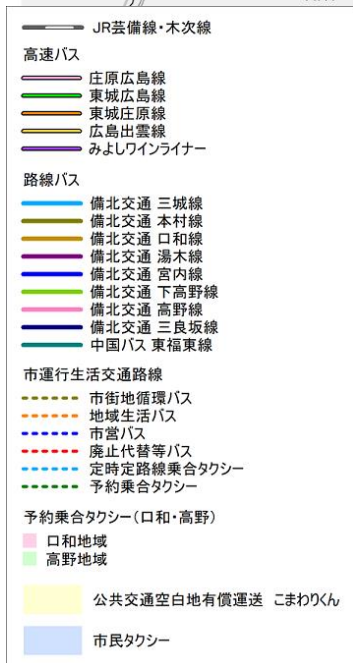 JR芸備線・木次線
高速バス
庄原広島線
東城広島線
東城庄原線
広島出雲線
みよしワインライナー
路線バス
備北交通 三城線
備北交通 本村線
備北交通 口和線
備北交通 湯木線
備北交通 宮内線
備北交通 下高野線
備北交通 高野線
備北交通 三良坂線
中国バス 東福東線
市運行生活交通路線
市街地循環バス
地域生活バス
市営バス
廃止代替等バス
定時定路線乗合タクシー
予約乗合タクシー
予約乗合タクシー(口和・高野)
口和地域
高野地域
公共交通空白地有償運送 こまわりくん
市民タクシー